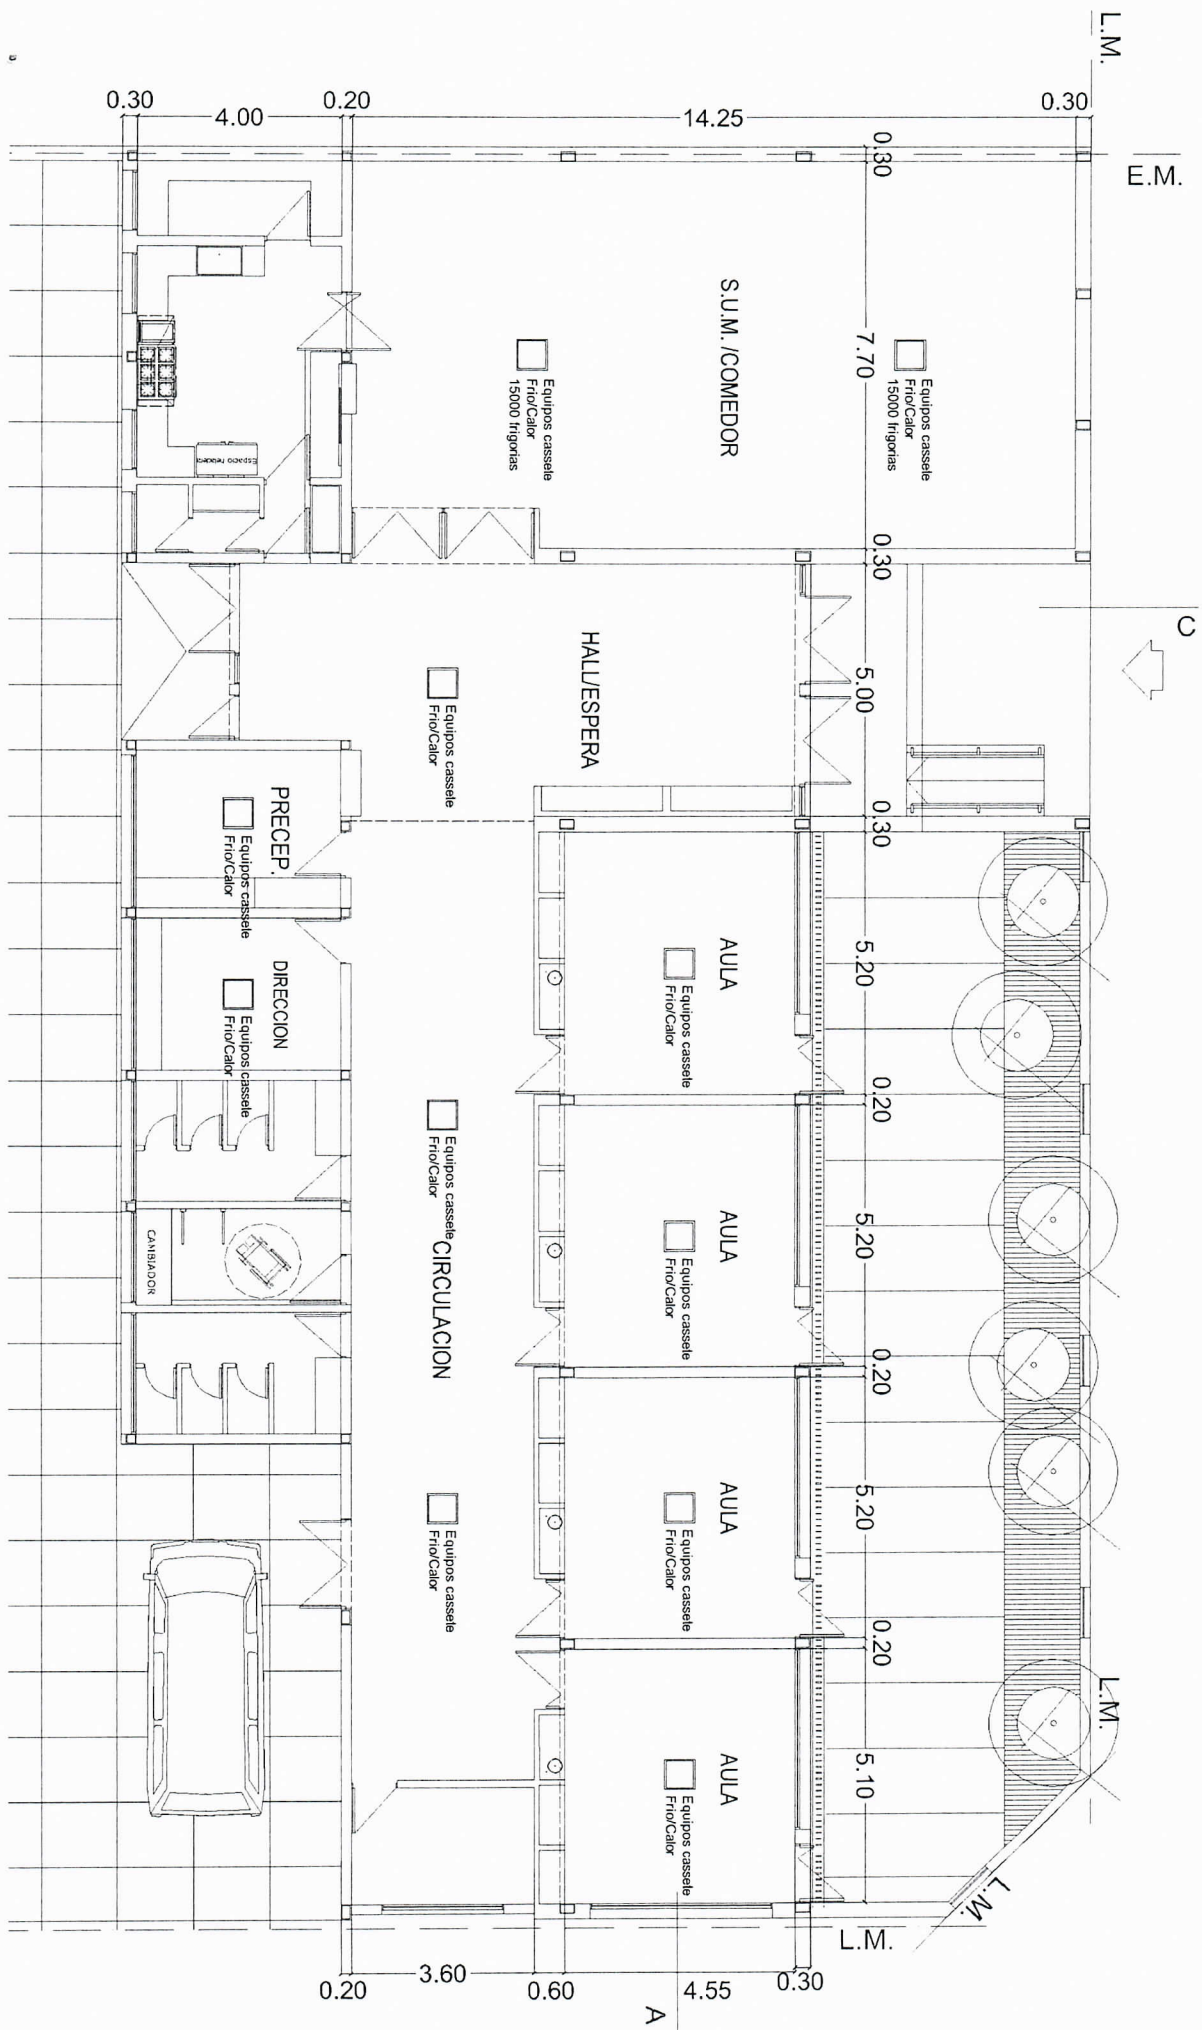 L.M.
0.30
4.00
0.20
14.25
0.30
E.M.
0.30
7.70
0.30
5.00
0.30
5.20
0.20
5.20
0.20
5.20
0.20
5.10
S.U.M. /COMEDOR
Equipos cassete
Frio/Calor
15000 frigorias
Equipos cassete
Frio/Calor
15000 frigorias
Espacio heladera
C
HALL/ESPERA
Equipos cassete
Frio/Calor
PRECEP.
Equipos cassete
Frio/Calor
DIRECCION
Equipos cassete
Frio/Calor
AULA
Equipos cassete
Frio/Calor
AULA
Equipos cassete
Frio/Calor
AULA
Equipos cassete
Frio/Calor
AULA
Equipos cassete
Frio/Calor
CIRCULACION
Equipos cassete
Frio/Calor
Equipos cassete
Frio/Calor
CAMBIADOR
L.M.
L.M.
L.M.
0.20
3.60
0.60
4.55
0.30
A